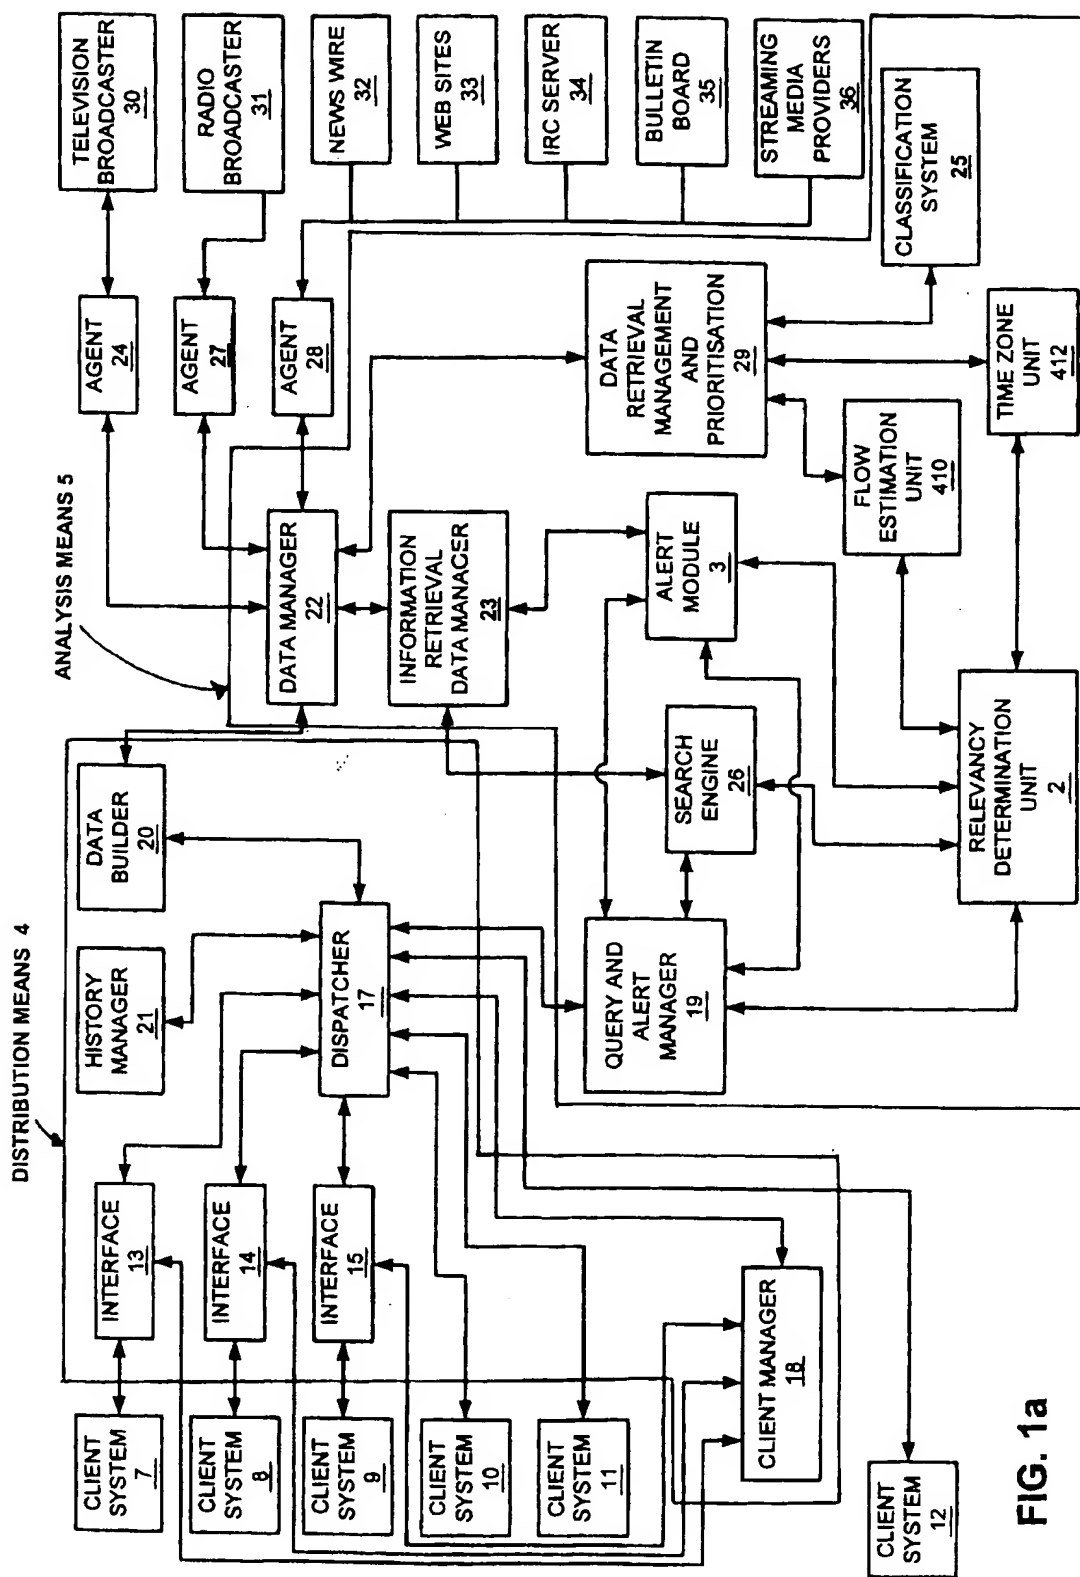 DISTRIBUTION MEANS 4
ANALYSIS MEANS 5
CLIENT
SYSTEM
7
INTERFACE
13
HISTORY
MANAGER
21
DATA
BUILDER
20
AGENT
24
TELEVISION
BROADCASTER
30
CLIENT
SYSTEM
8
INTERFACE
14
AGENT
27
RADIO
BROADCASTER
31
CLIENT
SYSTEM
9
INTERFACE
15
DISPATCHER
17
DATA MANAGER
22
AGENT
28
NEWS WIRE
32
CLIENT
SYSTEM
10
INFORMATION
RETRIEVAL
DATA MANAGER
23
WEB SITES
33
CLIENT
SYSTEM
11
IRC SERVER
34
BULLETIN
BOARD
35
STREAMING
MEDIA
PROVIDERS
36
QUERY AND
ALERT
MANAGER
19
SEARCH
ENGINE
26
ALERT
MODULE
3
DATA
RETRIEVAL
MANAGEMENT
AND
PRIORITISATION
29
CLIENT MANAGER
18
FLOW
ESTIMATION
UNIT
410
CLASSIFICATION
SYSTEM
25
CLIENT
SYSTEM
12
RELEVANCY
DETERMINATION
UNIT
2
TIME ZONE
UNIT
412
FIG. 1a